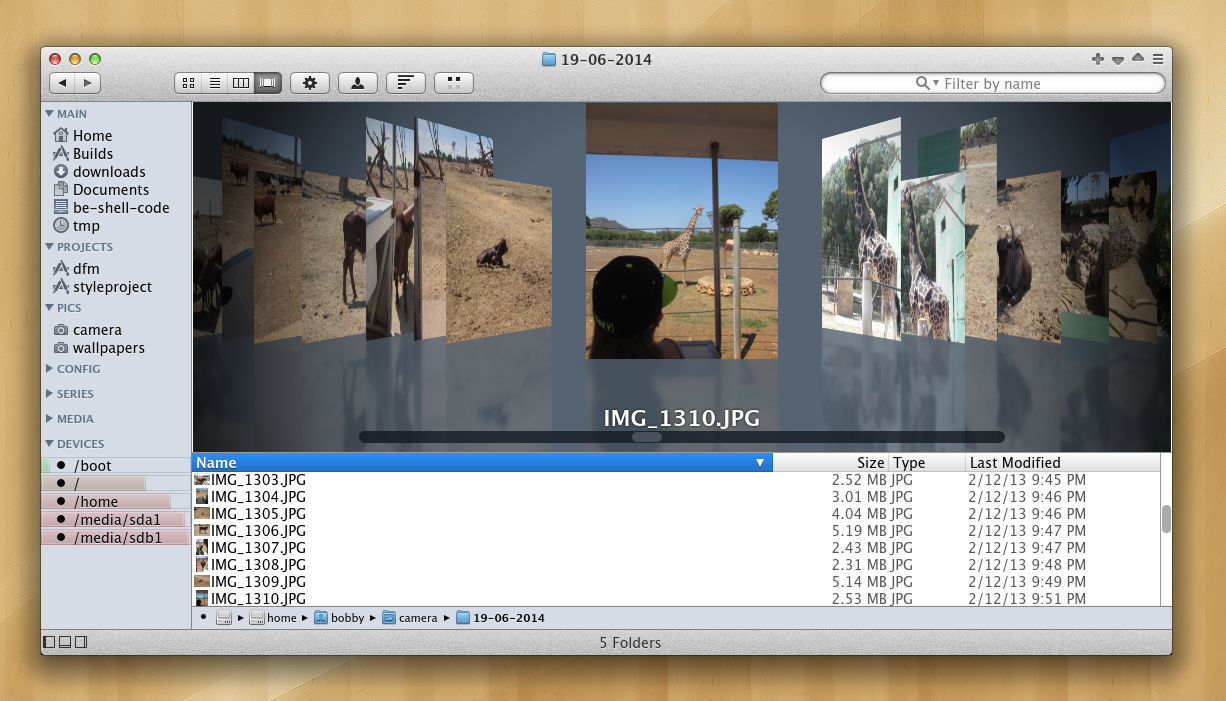 19-06-2014
Filter by name
MAIN
Home
Builds
downloads
Documents
be-shell-code
tmp
PROJECTS
dfm
styleproject
PICS
camera
wallpapers
CONFIG
SERIES
MEDIA
DEVICES
/boot
/
/home
/media/sda1
/media/sdb1
IMG_1310.JPG
Name Size Type Last Modified
IMG_1303.JPG 2.52 MB JPG 2/12/13 9:45 PM
IMG_1304.JPG 3.01 MB JPG 2/12/13 9:46 PM
IMG_1305.JPG 4.04 MB JPG 2/12/13 9:46 PM
IMG_1306.JPG 5.19 MB JPG 2/12/13 9:47 PM
IMG_1307.JPG 2.43 MB JPG 2/12/13 9:47 PM
IMG_1308.JPG 2.31 MB JPG 2/12/13 9:48 PM
IMG_1309.JPG 5.14 MB JPG 2/12/13 9:49 PM
IMG_1310.JPG 2.53 MB JPG 2/12/13 9:51 PM
home bobby camera 19-06-2014
5 Folders